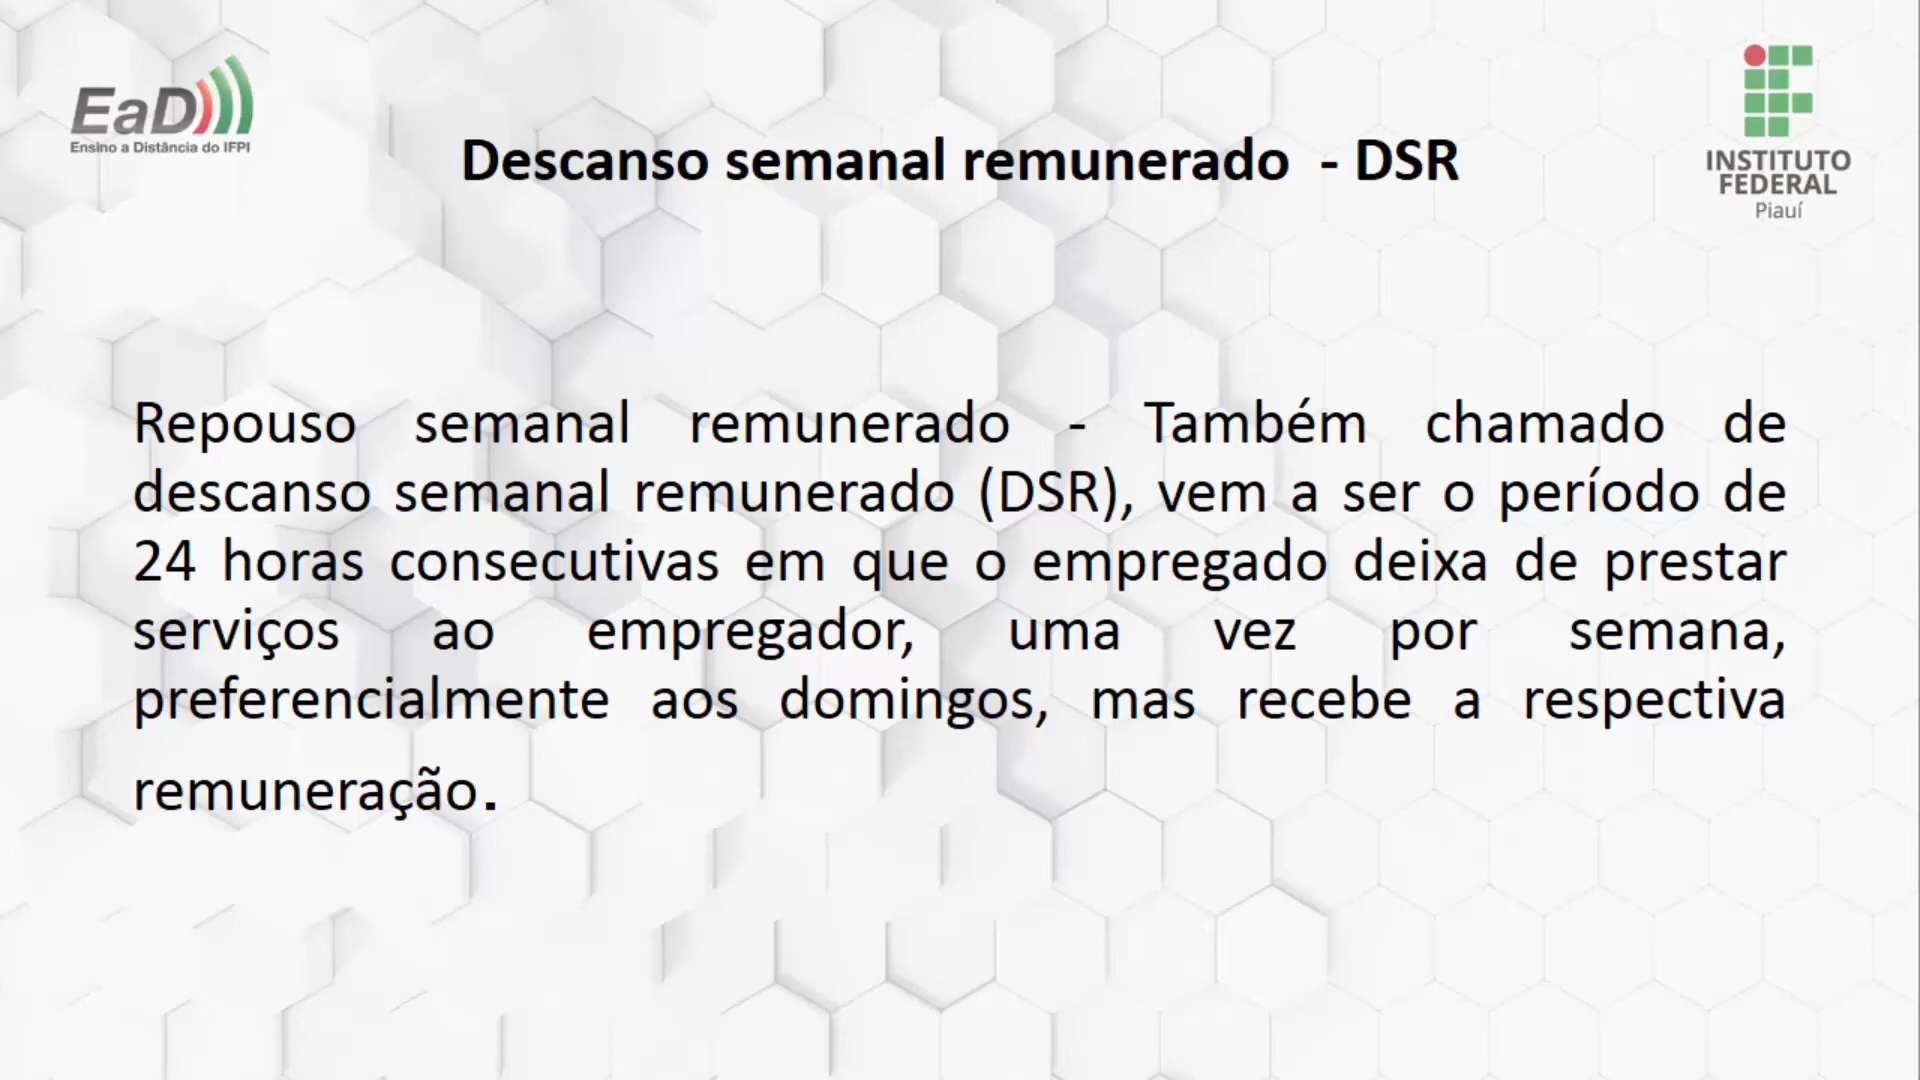 EaD
Ensino a Distância do IFPI
Descanso semanal remunerado - DSR
INSTITUTO
FEDERAL
Piauí
Repouso semanal remunerado - Também chamado de
descanso semanal remunerado (DSR), vem a ser o período de
24 horas consecutivas em que o empregado deixa de prestar
serviços ao empregador, uma vez por semana,
preferencialmente aos domingos, mas recebe a respectiva
remuneração.